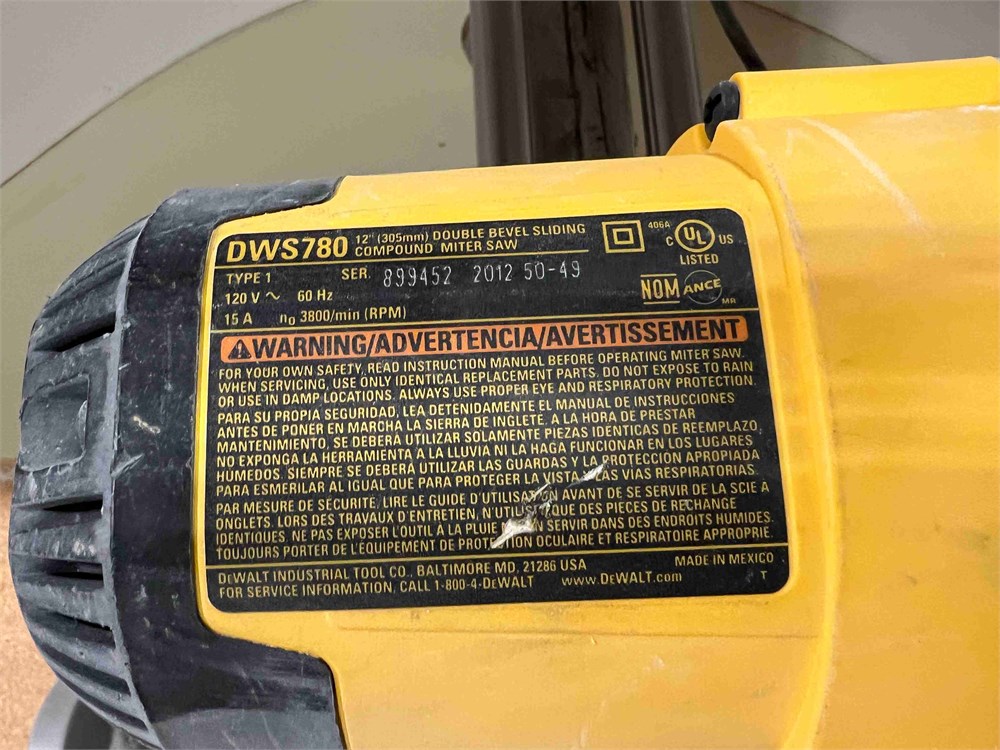 DWS780 12" (305mm) DOUBLE BEVEL SLIDING
COMPOUND MITER SAW
406A
C UL US
LISTED
TYPE 1 SER. 899452 2012 50-49
120 V ~ 60 Hz
NOM ANCE
MR
15 A n₀ 3800/min (RPM)
WARNING/ADVERTENCIA/AVERTISSEMENT
FOR YOUR OWN SAFETY, READ INSTRUCTION MANUAL BEFORE OPERATING MITER SAW.
WHEN SERVICING, USE ONLY IDENTICAL REPLACEMENT PARTS. DO NOT EXPOSE TO RAIN
OR USE IN DAMP LOCATIONS. ALWAYS USE PROPER EYE AND RESPIRATORY PROTECTION.
PARA SU PROPIA SEGURIDAD, LEA DETENIDAMENTE EL MANUAL DE INSTRUCCIONES
ANTES DE PONER EN MARCHA LA SIERRA DE INGLETE. A LA HORA DE PRESTAR
MANTENIMIENTO, SE DEBERÁ UTILIZAR SOLAMENTE PIEZAS IDENTICAS DE REEMPLAZO,
NO EXPONGA LA HERRAMIENTA A LA LLUVIA NI LA HAGA FUNCIONAR EN LOS LUGARES
HUMEDOS. SIEMPRE SE DEBERÁ UTILIZAR LAS GUARDAS Y LA PROTECCION APROPIADA
PARA ESMERILAR AL IGUAL QUE PARA PROTEGER LA VISTA Y LAS VIAS RESPIRATORIAS.
PAR MESURE DE SÉCURITÉ, LIRE LE GUIDE D'UTILISATION AVANT DE SE SERVIR DE LA SCIE A
ONGLETS. LORS DES TRAVAUX D'ENTRETIEN, N'UTILISER QUE DES PIECES DE RECHANGE
IDENTIQUES. NE PAS EXPOSER L'OUTIL À LA PLUIE SERVIR DANS DES ENDROITS HUMIDES.
TOUJOURS PORTER DE L'ÉQUIPEMENT DE PROTECTION OCULAIRE ET RESPIRATOIRE APPROPRIE.
DEWALT INDUSTRIAL TOOL CO., BALTIMORE MD, 21286 USA MADE IN MEXICO
FOR SERVICE INFORMATION, CALL 1-800-4-DEWALT www.DEWALT.com T